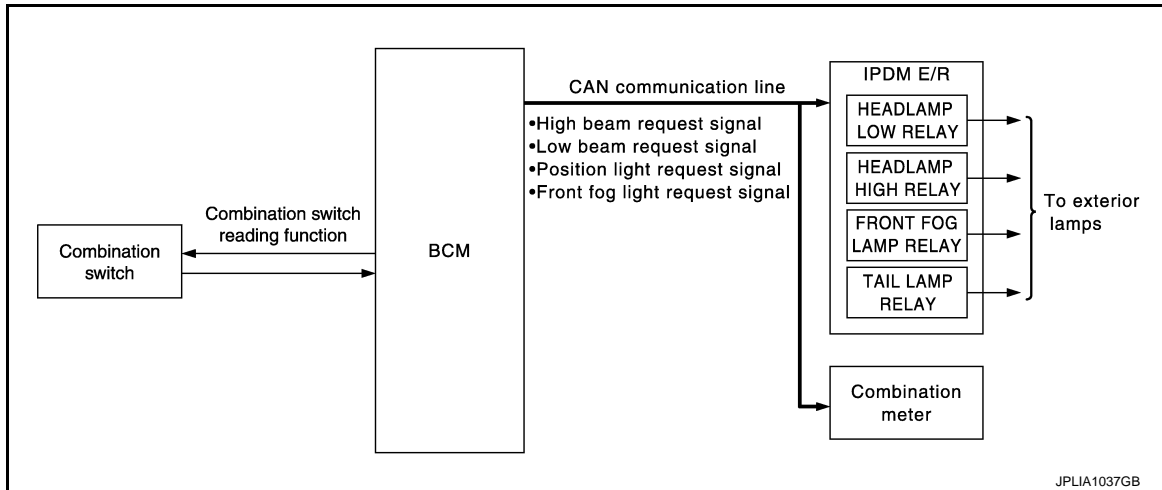 Combination switch
reading function
Combination
switch
BCM
CAN communication line
•High beam request signal
•Low beam request signal
•Position light request signal
•Front fog light request signal
IPDM E/R
HEADLAMP
LOW RELAY
HEADLAMP
HIGH RELAY
FRONT FOG
LAMP RELAY
TAIL LAMP
RELAY
To exterior
lamps
Combination
meter
JPLIA1037GB